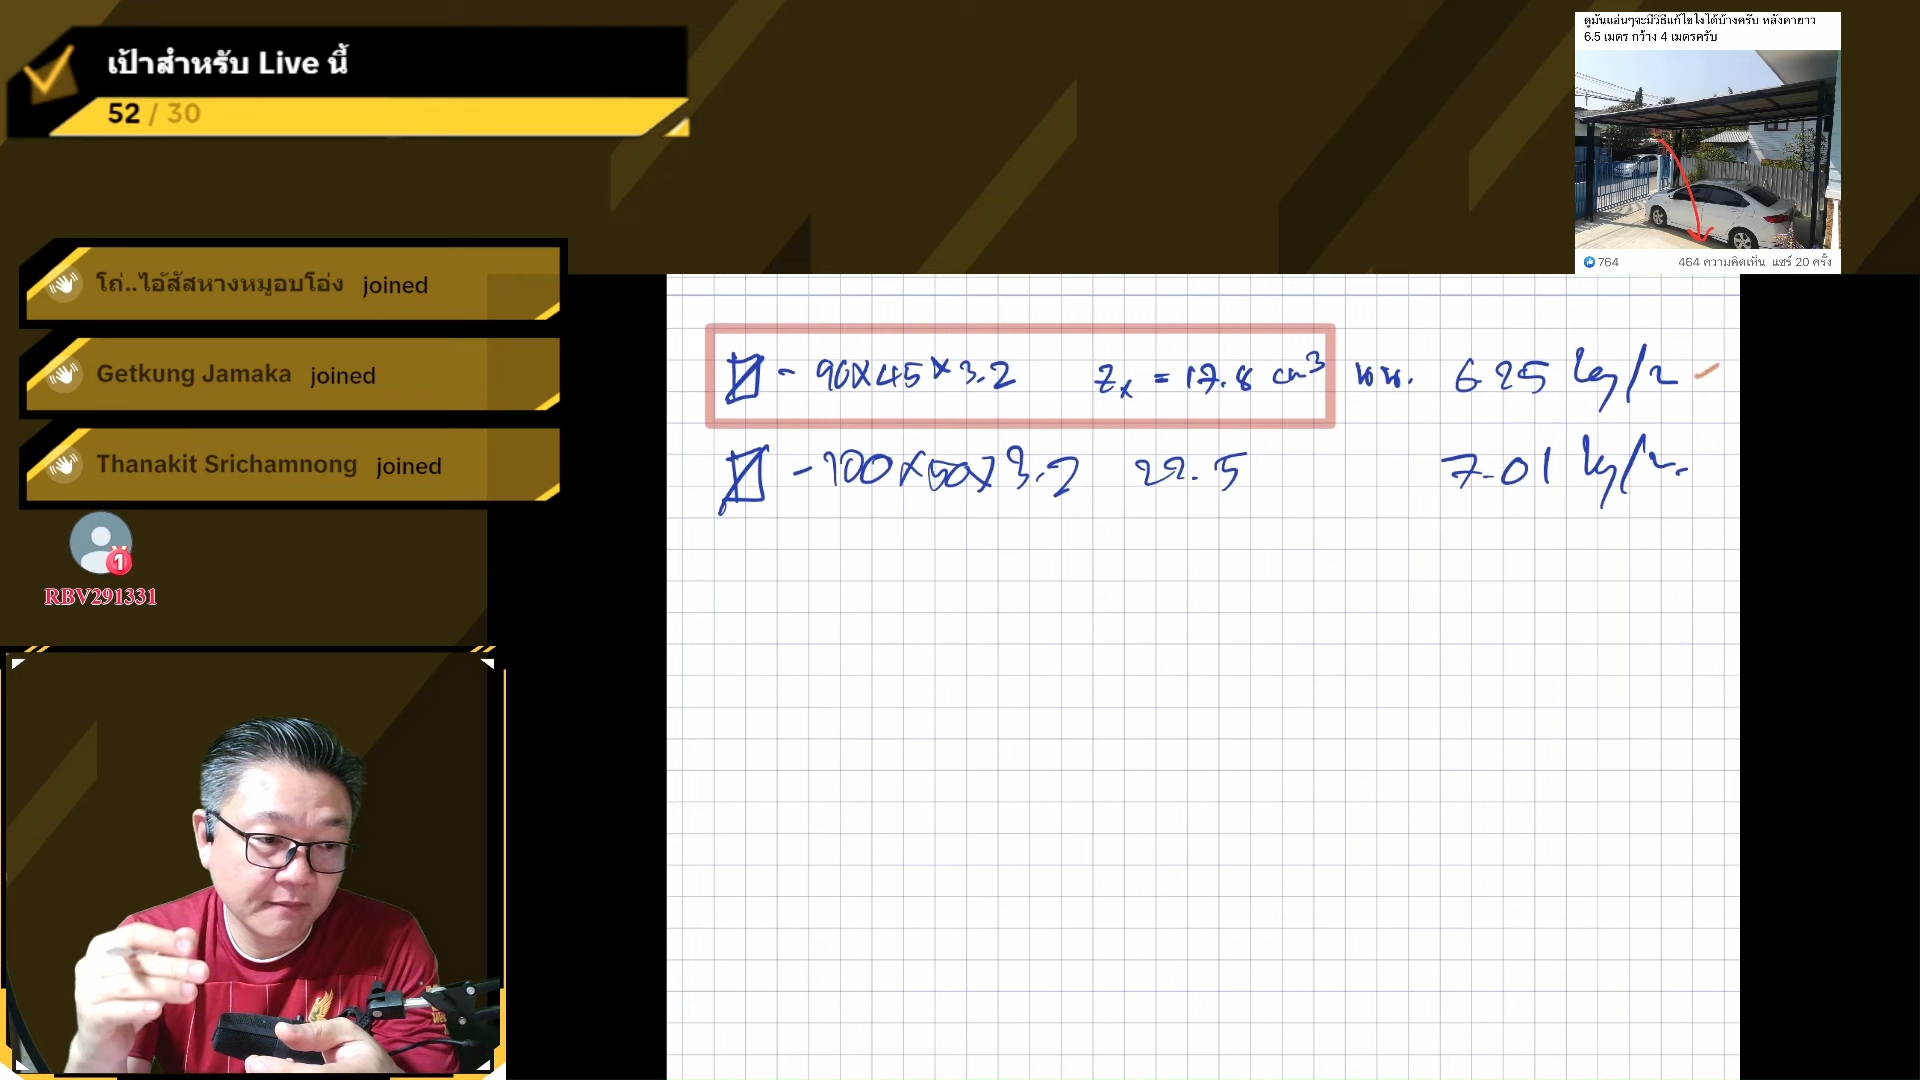 เป้าสำหรับ Live นี้
52 / 30
ดูมันแอ่นๆจะมีวิธีแก้ไขใงได้บ้างครับ หลังคายาว
6.5 เมตร กว้าง 4 เมตรครับ
764 464 ความคิดเห็น แชร์ 20 ครั้ง
โถ่..ไอ้สัสหางหมูอบโอ่ง joined
Getkung Jamaka joined
Thanakit Srichamnong joined
1
RBV291331
- 90x45x3.2 Zx = 17.8 cm³ นน. 6.25 kg/m
- 100x50x3.2 22.5 7.01 kg/m.